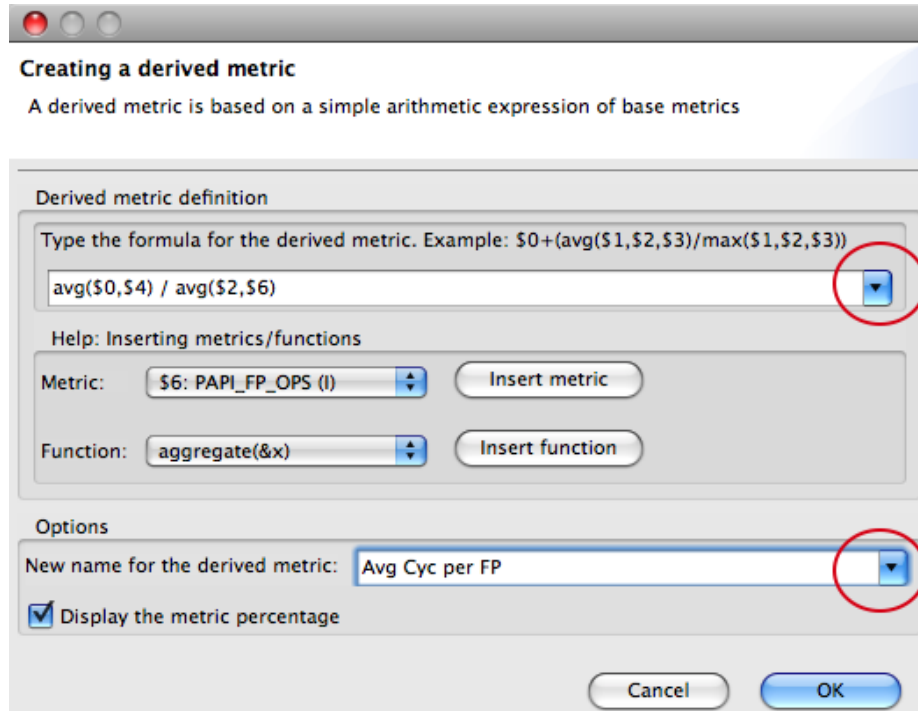 Creating a derived metric
A derived metric is based on a simple arithmetic expression of base metrics
Derived metric definition
Type the formula for the derived metric. Example: $0+(avg($1,$2,$3)/max($1,$2,$3))
avg($0,$4) / avg($2,$6)
Help: Inserting metrics/functions
Metric: $6: PAPI_FP_OPS (I) Insert metric
Function: aggregate(&x) Insert function
Options
New name for the derived metric: Avg Cyc per FP
Display the metric percentage
Cancel OK